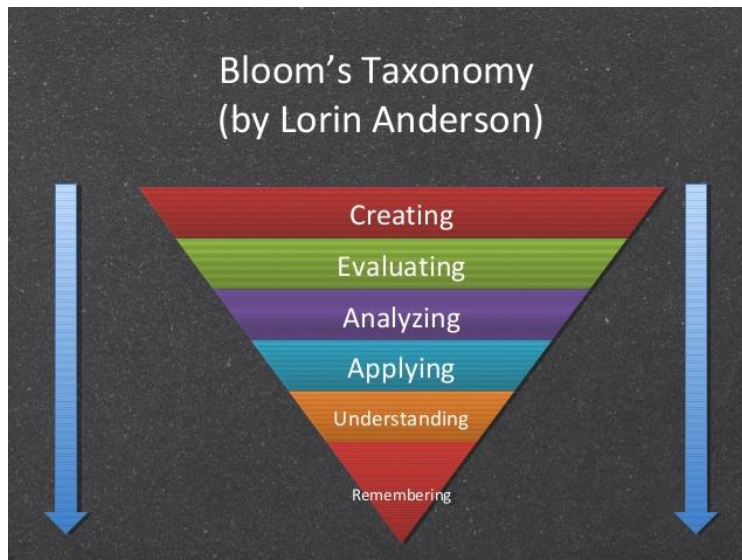 Bloom’s Taxonomy
(by Lorin Anderson)
Creating
Evaluating
Analyzing
Applying
Understanding
Remembering